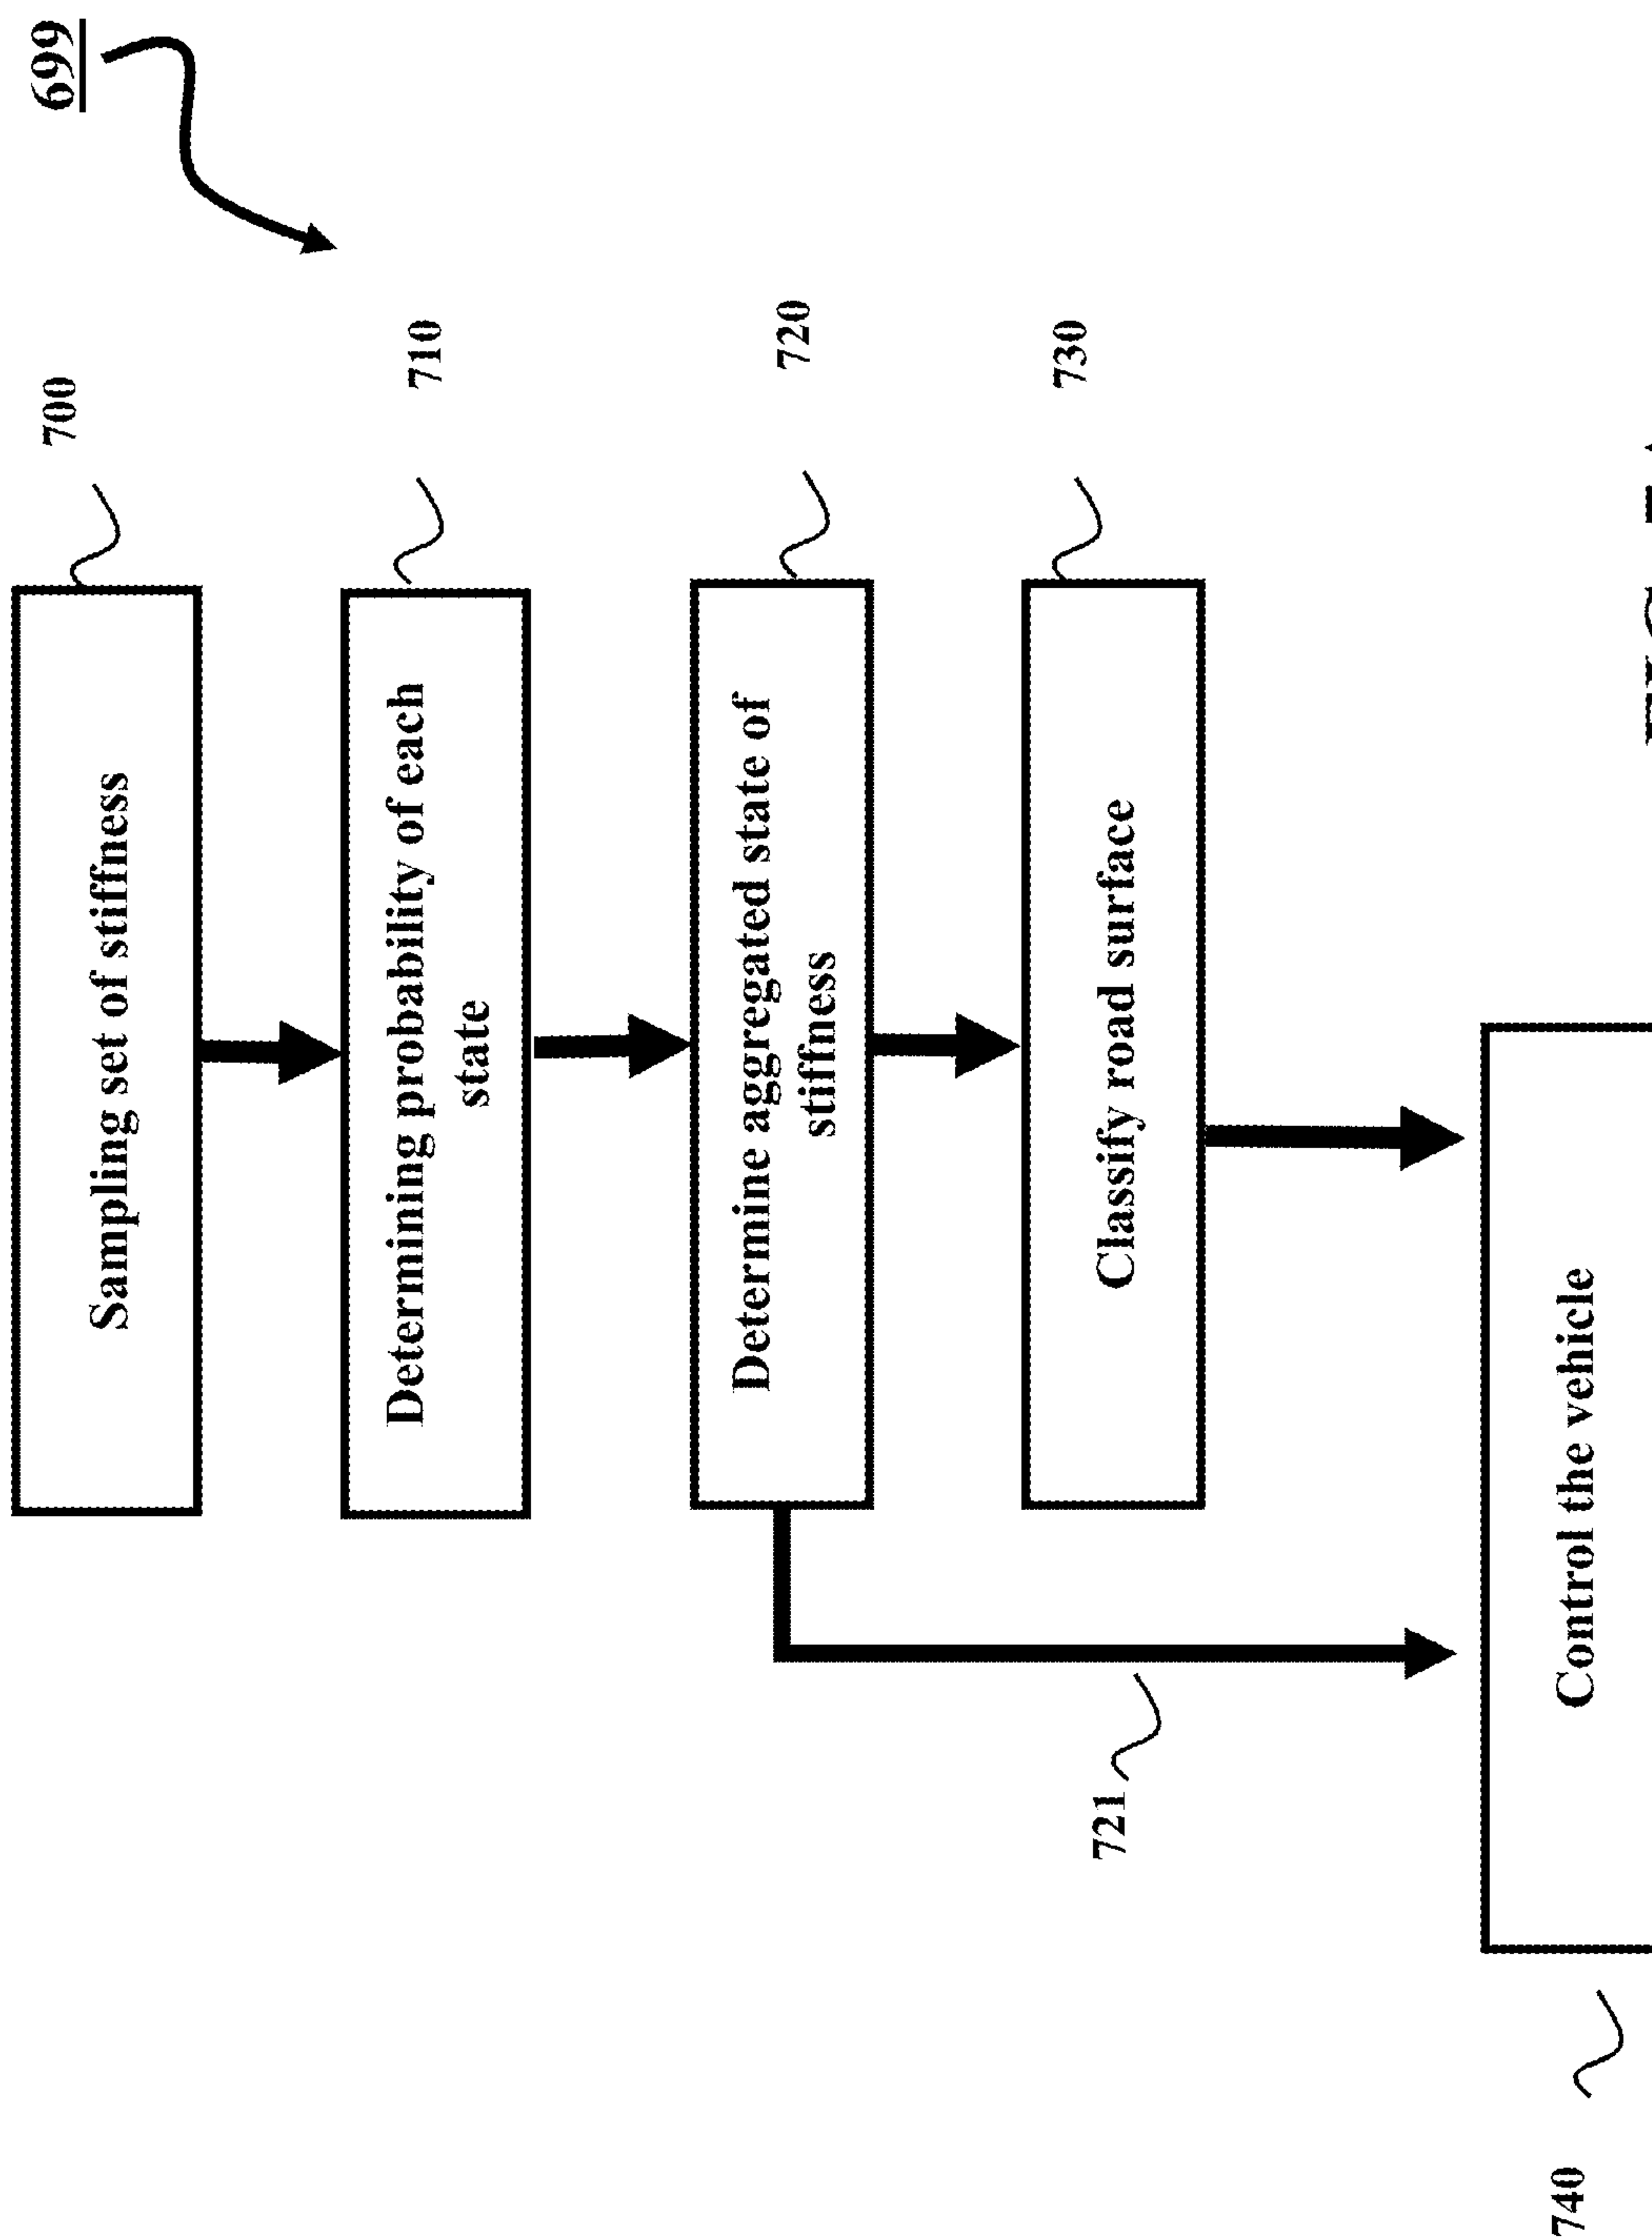 699
700
Sampling set of stiffness
710
Determining probability of each
state
720
Determine aggregated state of
stiffness
730
Classify road surface
721
Control the vehicle
740